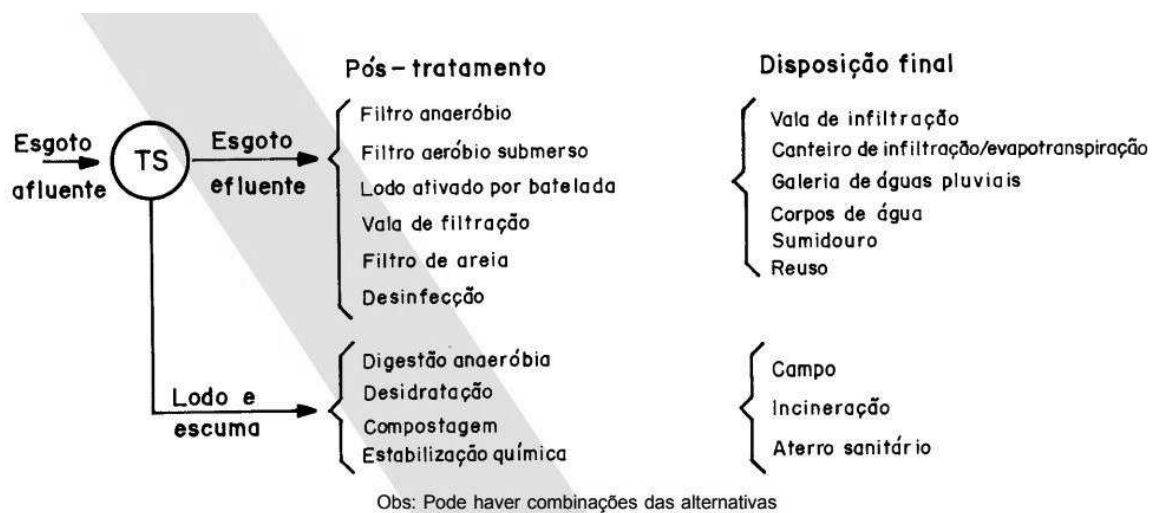 Pós-tratamento
Disposição final
Esgoto
afluente
TS
Esgoto
efluente
Filtro anaeróbio
Filtro aeróbio submerso
Lodo ativado por batelada
Vala de filtração
Filtro de areia
Desinfecção
Vala de infiltração
Canteiro de infiltração/evapotranspiração
Galeria de águas pluviais
Corpos de água
Sumidouro
Reuso
Lodo e
escuma
Digestão anaeróbia
Desidratação
Compostagem
Estabilização química
Campo
Incineração
Aterro sanitário
Obs: Pode haver combinações das alternativas